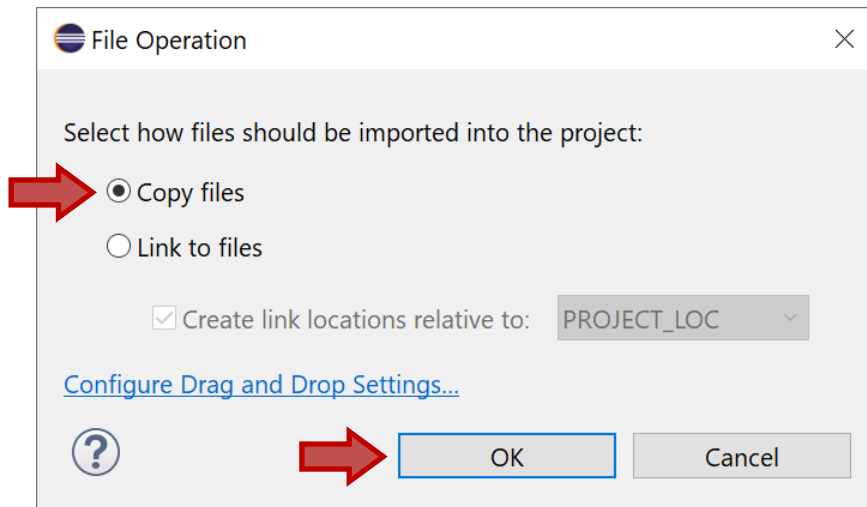 File Operation
Select how files should be imported into the project:
Copy files
Link to files
Create link locations relative to: PROJECT_LOC
Configure Drag and Drop Settings...
? OK Cancel